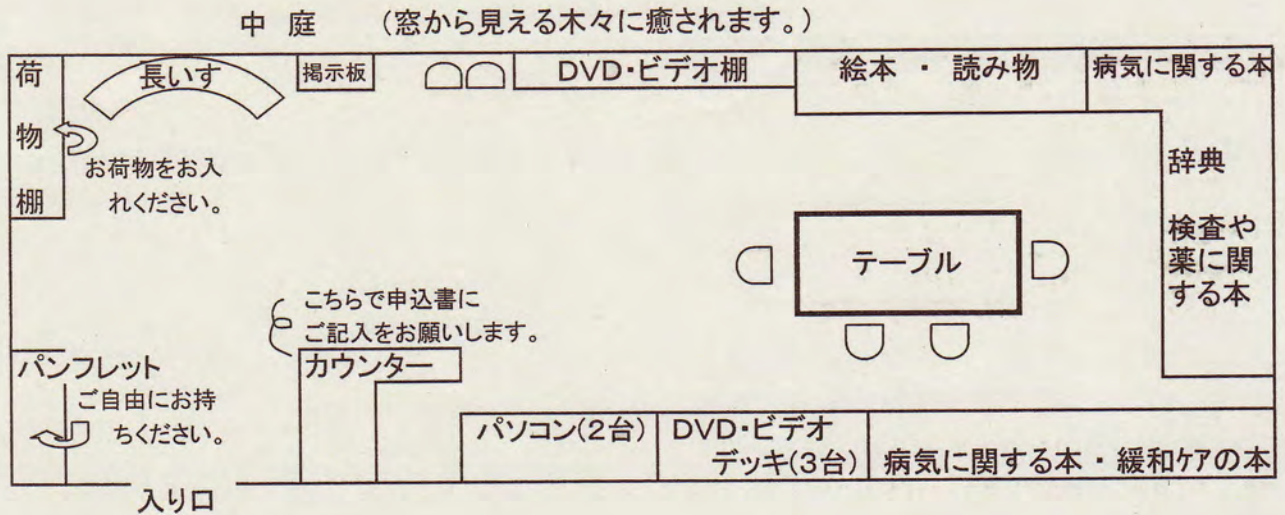 中 庭 (窓から見える木々に癒されます。)
荷
物
棚
長いす
掲示板
DVD・ビデオ棚
絵本 ・ 読み物
病気に関する本
お荷物をお入
れください。
辞典
検査や
薬に関
する本
テーブル
こちらで申込書に
ご記入をお願いします。
パンフレット
カウンター
ご自由にお持
ちください。
パソコン(2台)
DVD・ビデオ
デッキ(3台)
病気に関する本 ・ 緩和ケアの本
入り口